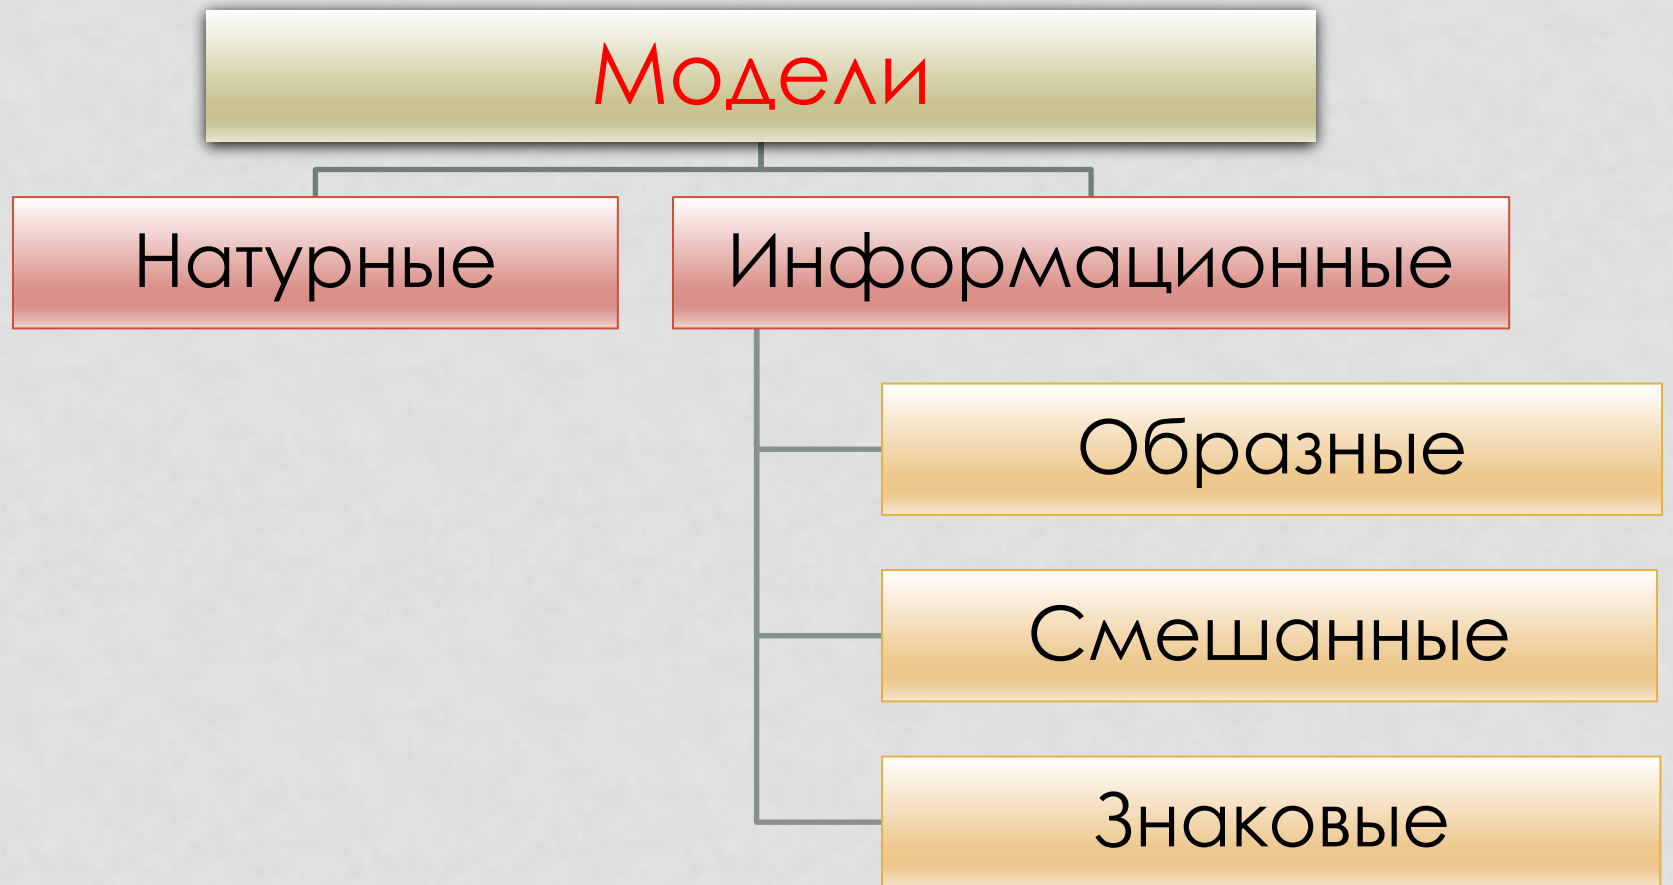 Модели
Натурные
Информационные
Образные
Смешанные
Знаковые